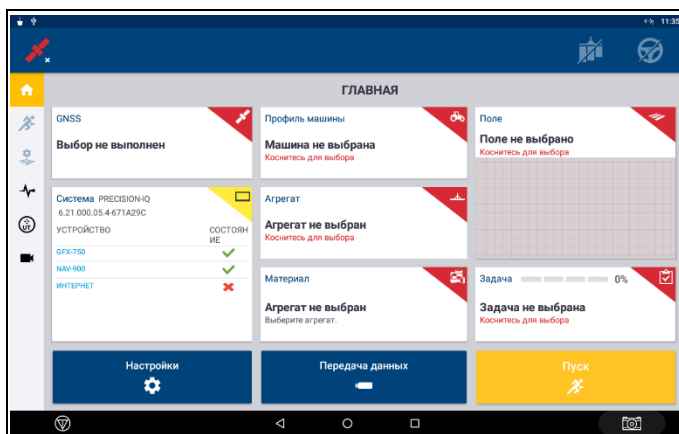 11:35
ГЛАВНАЯ
GNSS
Выбор не выполнен
Профиль машины
Машина не выбрана
Коснитесь для выбора
Поле
Поле не выбрано
Коснитесь для выбора
Система PRECISION-IQ
6.21.000.05.4-671A29C
УСТРОЙСТВО
СОСТОЯН
ИЕ
GFX-750
NAV-900
ИНТЕРНЕТ
Агрегат
Агрегат не выбран
Коснитесь для выбора
Материал
Агрегат не выбран
Выберите агрегат.
Задача 0%
Задача не выбрана
Коснитесь для выбора
Настройки
Передача данных
Пуск